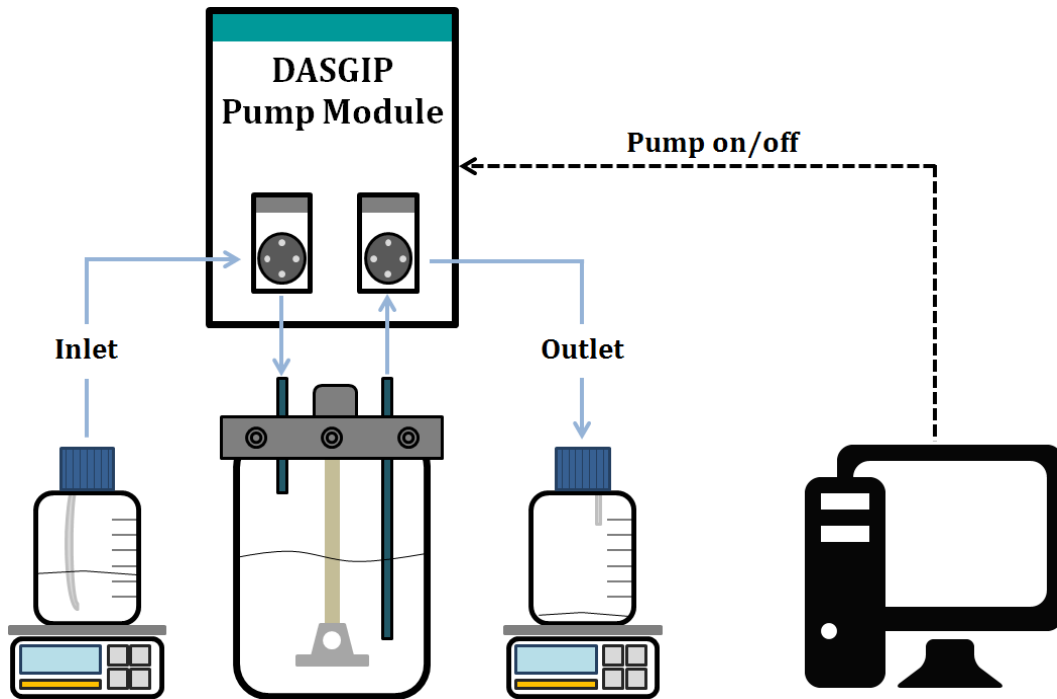 DASGIP
Pump Module
Pump on/off
Inlet
Outlet